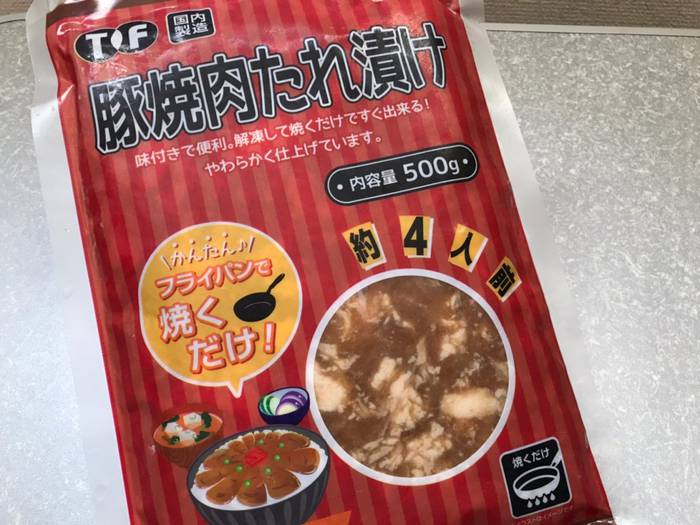 TOF
国内
製造
豚焼肉たれ漬け
味付きで便利。解凍して焼くだけですぐ出来る!
やわらかく仕上げています。
・内容量 500g・
約4人前
\かんたん♪/
フライパンで
焼く
だけ!
焼くだけ